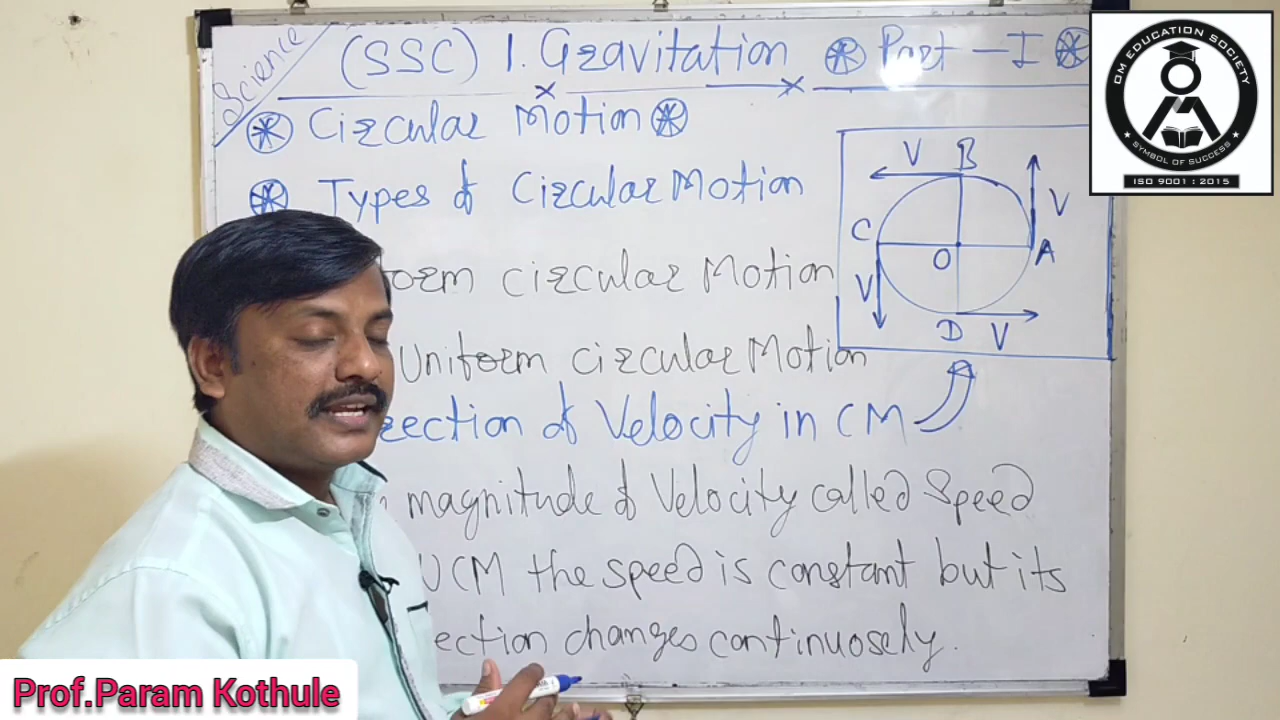 Science
(SSC) 1. Gravitation Part - I
Circular Motion
Types of Circular Motion
orm circular Motion
Uniform circular Motion
rection of Velocity in CM
magnitude of Velocity called Speed
UCM the speed is constant but its
ection changes continuosely.
B
V
V
C
O
A
V
D
V
OM EDUCATION SOCIETY
SYMBOL OF SUCCESS
ISO 9001 : 2015
Prof.Param Kothule